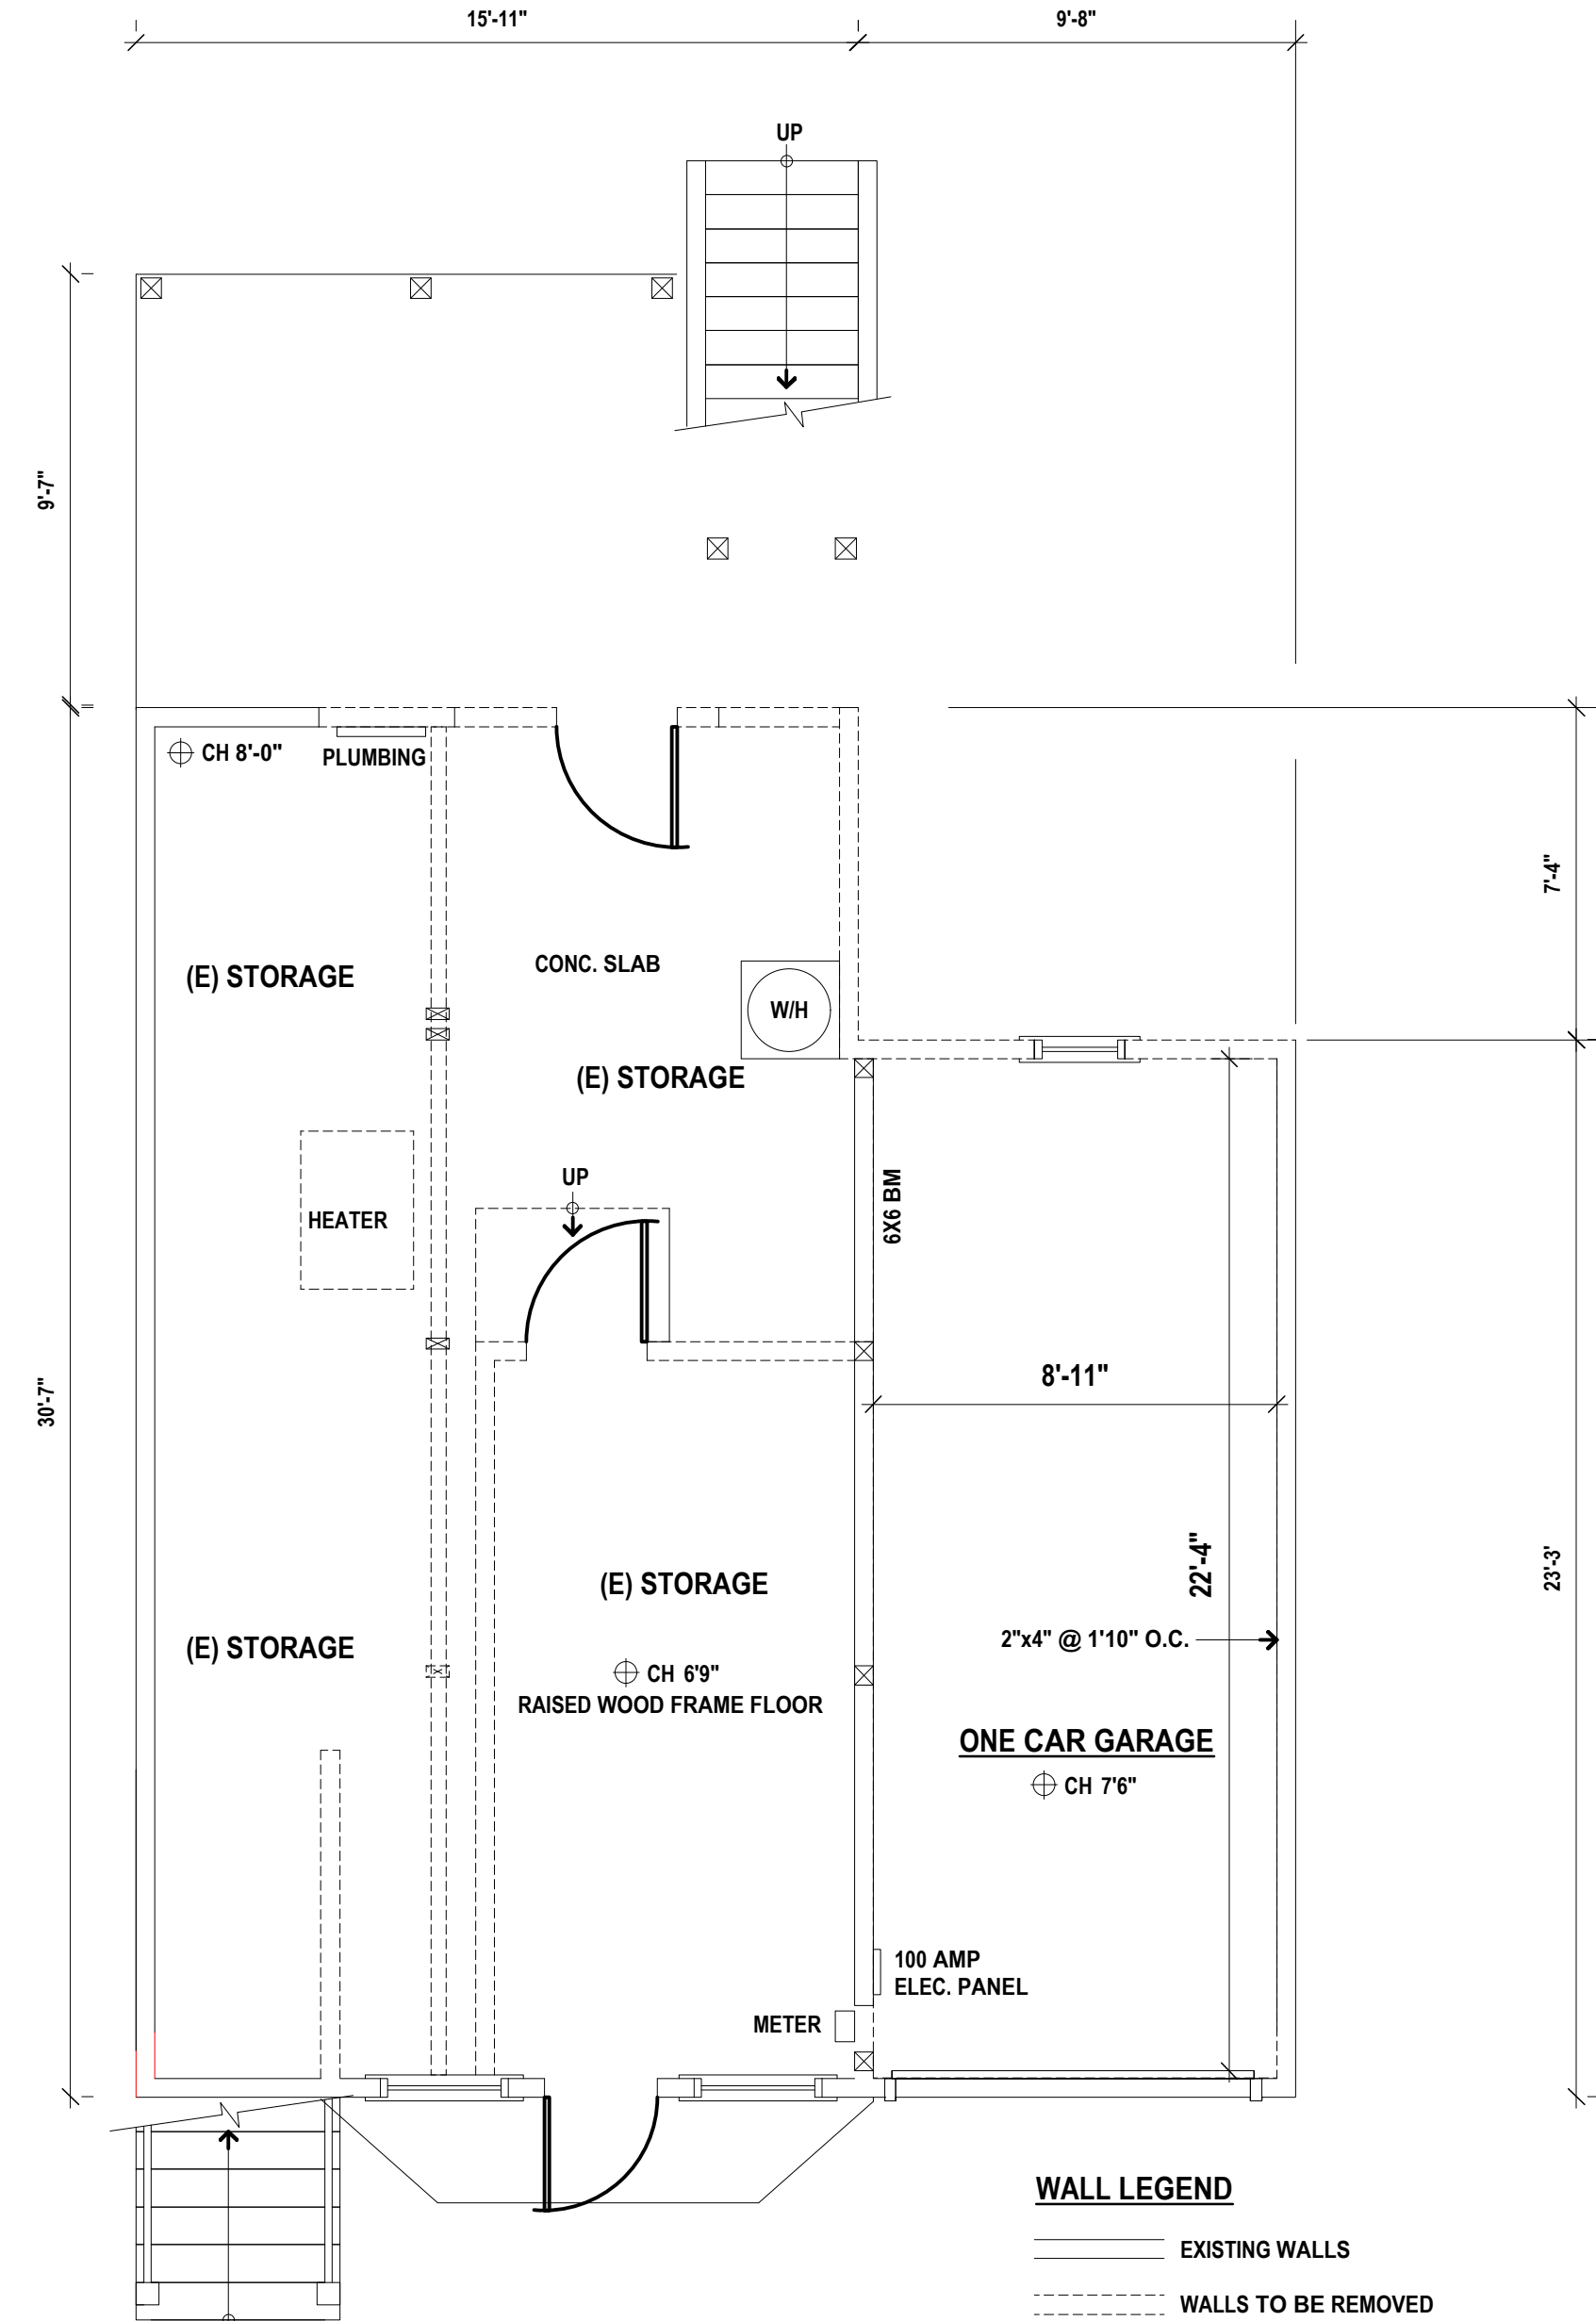 15'-11"
9'-8"
UP
9'-7"
CH 8'-0"
PLUMBING
7'-4"
(E) STORAGE
CONC. SLAB
W/H
(E) STORAGE
UP
6X6 BM
HEATER
8'-11"
30'-7"
22'-4"
23'-3'
(E) STORAGE
2"x4" @ 1'10" O.C.
(E) STORAGE
CH 6'9"
RAISED WOOD FRAME FLOOR
ONE CAR GARAGE
CH 7'6"
100 AMP
ELEC. PANEL
METER
WALL LEGEND
EXISTING WALLS
WALLS TO BE REMOVED